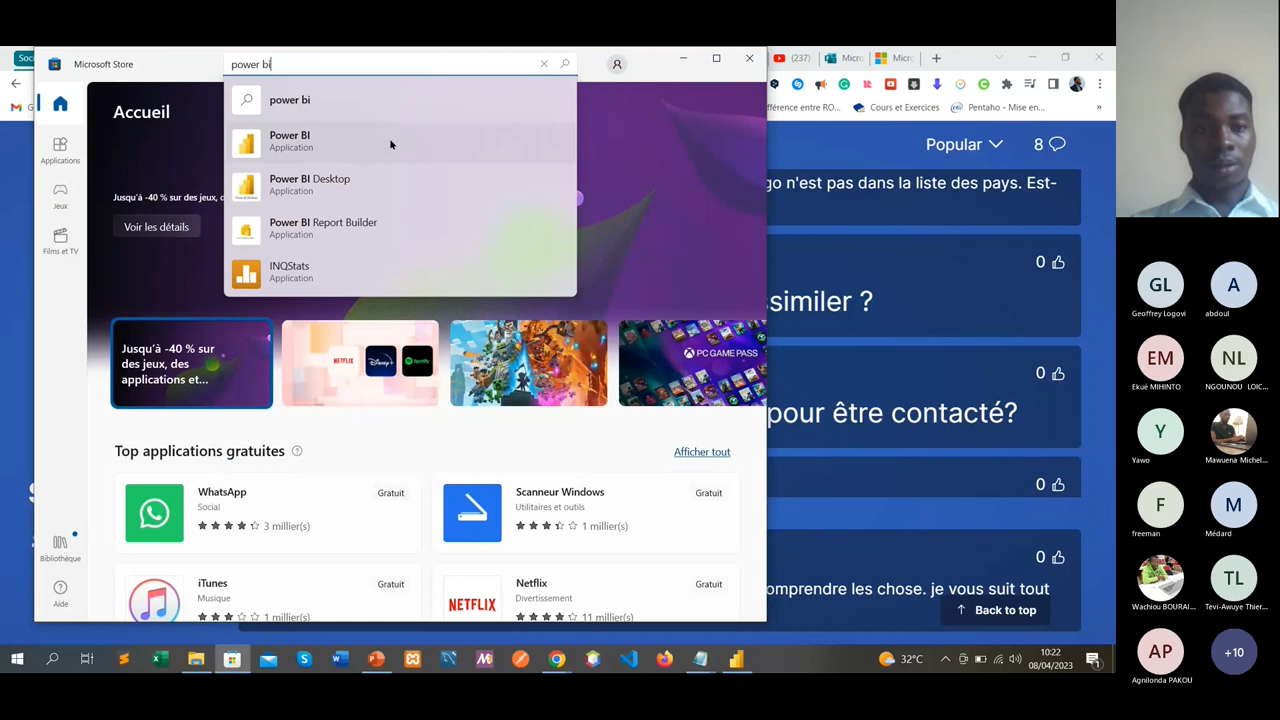 Soci
Microsoft Store
power bi
power bi
Power BI
Application
Power BI Desktop
Application
Power BI Report Builder
Application
INQStats
Application
Applications
Jeux
Films et TV
Bibliothèque
Aide
Accueil
Jusqu'à -40 % sur des jeux, d
Voir les détails
Jusqu'à -40 % sur
des jeux, des
applications et...
NETFLIX
Disney+
PC GAME PASS
Top applications gratuites
Afficher tout
WhatsApp
Gratuit
Social
3 millier(s)
Scanneur Windows
Gratuit
Utilitaires et outils
1 millier(s)
iTunes
Gratuit
Musique
1 millier(s)
Netflix
Gratuit
Divertissement
11 millier(s)
NETFLIX
(237)
Micro
Micr
férence entre RO...
Cours et Exercices
Pentaho - Mise en...
Popular
8
go n'est pas dans la liste des pays. Est-
0
ssimiler ?
0
pour être contacté?
0
0
omprendre les chose. je vous suit tout
Back to top
32°C
10:22
08/04/2023
GL
Geoffrey Logovi
A
abdoul
EM
Ekué MIHINTO
NL
NGOUNOU LOIC...
Y
Yawo
Mawuena Michel...
F
freeman
M
Médard
Wachiou BOURAI...
TL
Tevi-Awuye Thier...
AP
Agnilonda PAKOU
+10